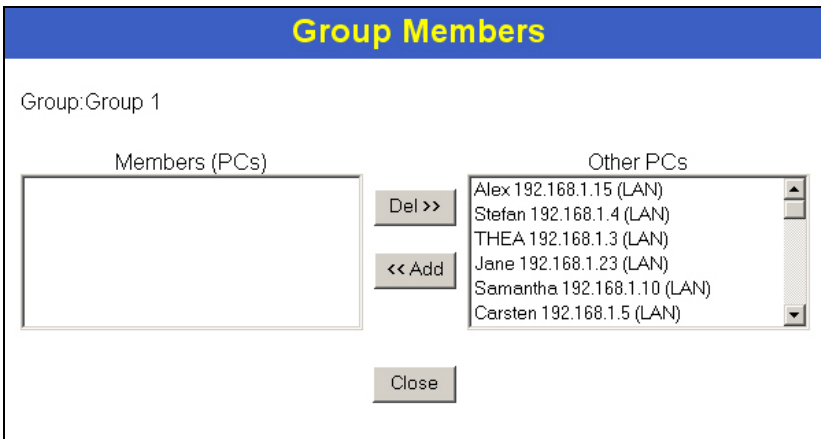 Group Members
Group:Group 1
Members (PCs)
Other PCs
Del >>
<< Add
Alex 192.168.1.15 (LAN)
Stefan 192.168.1.4 (LAN)
THEA 192.168.1.3 (LAN)
Jane 192.168.1.23 (LAN)
Samantha 192.168.1.10 (LAN)
Carsten 192.168.1.5 (LAN)
Close